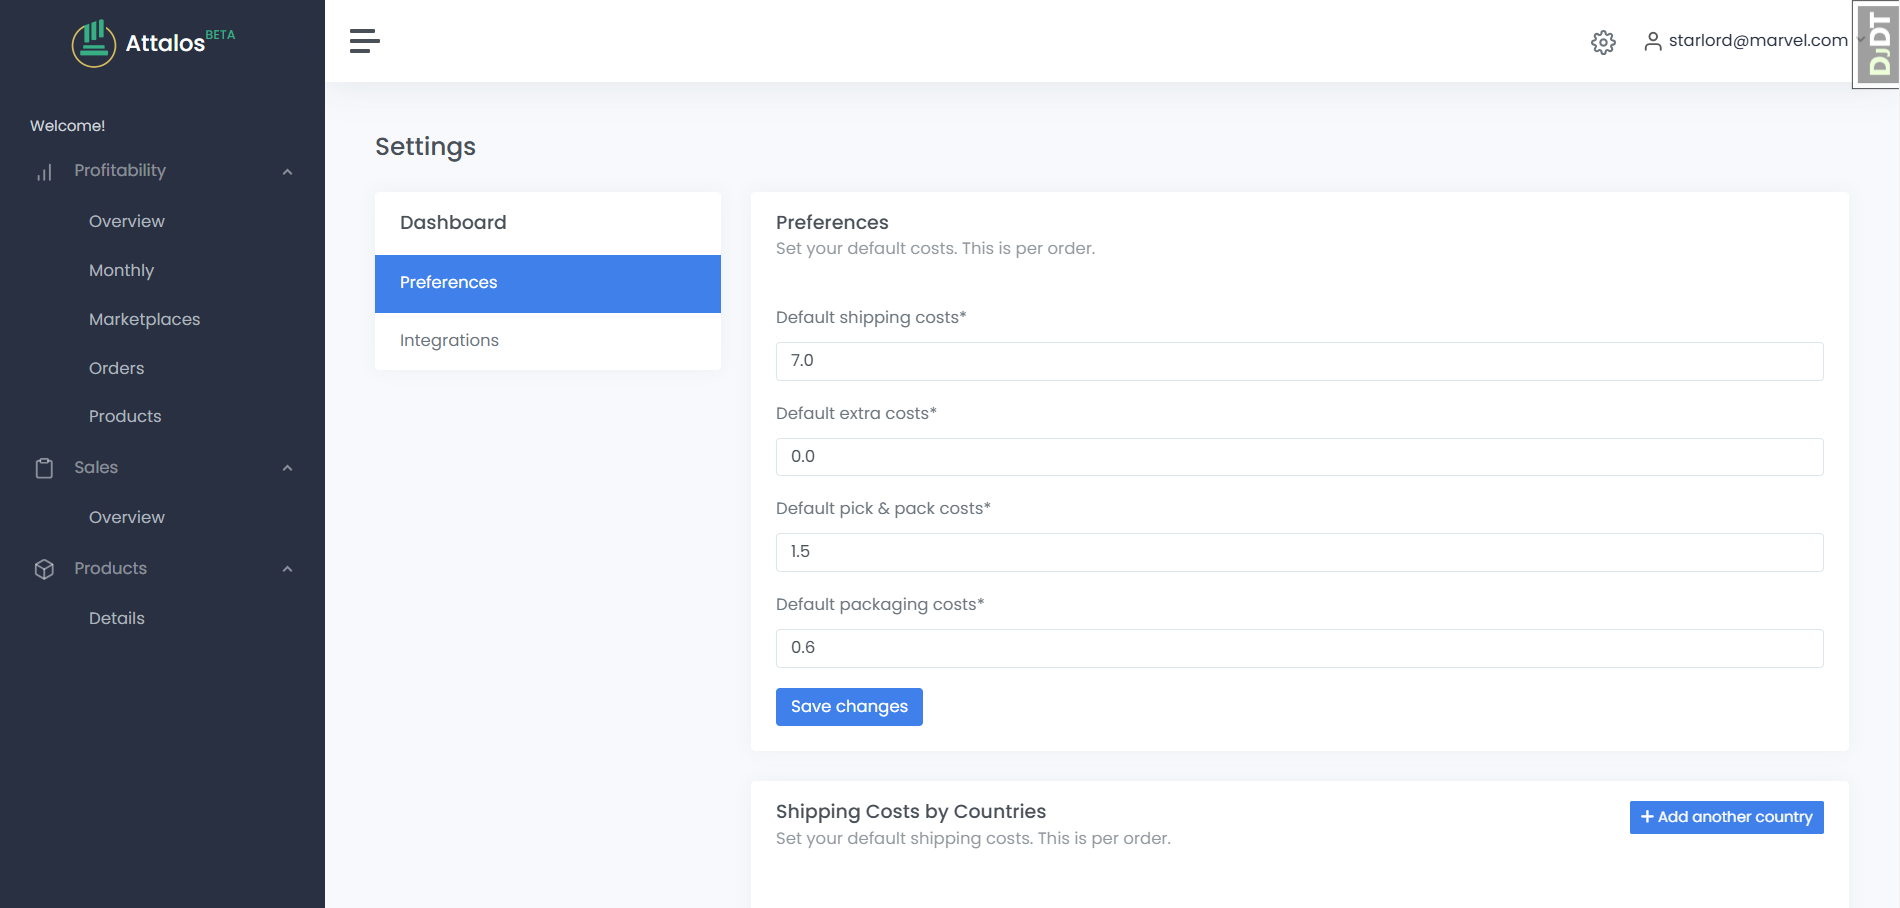 Attalos BETA
starlord@marvel.com
DJDT
Welcome!
Profitability
Overview
Monthly
Marketplaces
Orders
Products
Sales
Overview
Products
Details
Settings
Dashboard
Preferences
Integrations
Preferences
Set your default costs. This is per order.
Default shipping costs*
7.0
Default extra costs*
0.0
Default pick & pack costs*
1.5
Default packaging costs*
0.6
Save changes
Shipping Costs by Countries
Set your default shipping costs. This is per order.
+ Add another country